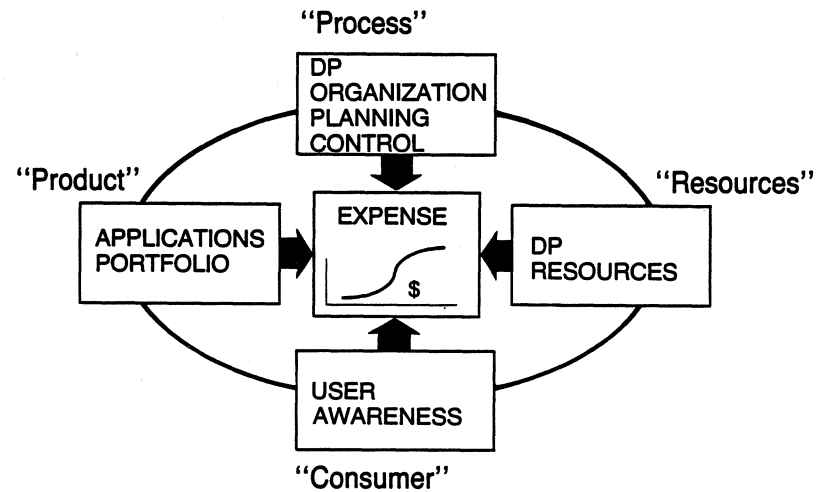 “Process”
DP
ORGANIZATION
PLANNING
CONTROL
“Product”
“Resources”
APPLICATIONS
PORTFOLIO
EXPENSE
$
DP
RESOURCES
USER
AWARENESS
“Consumer”